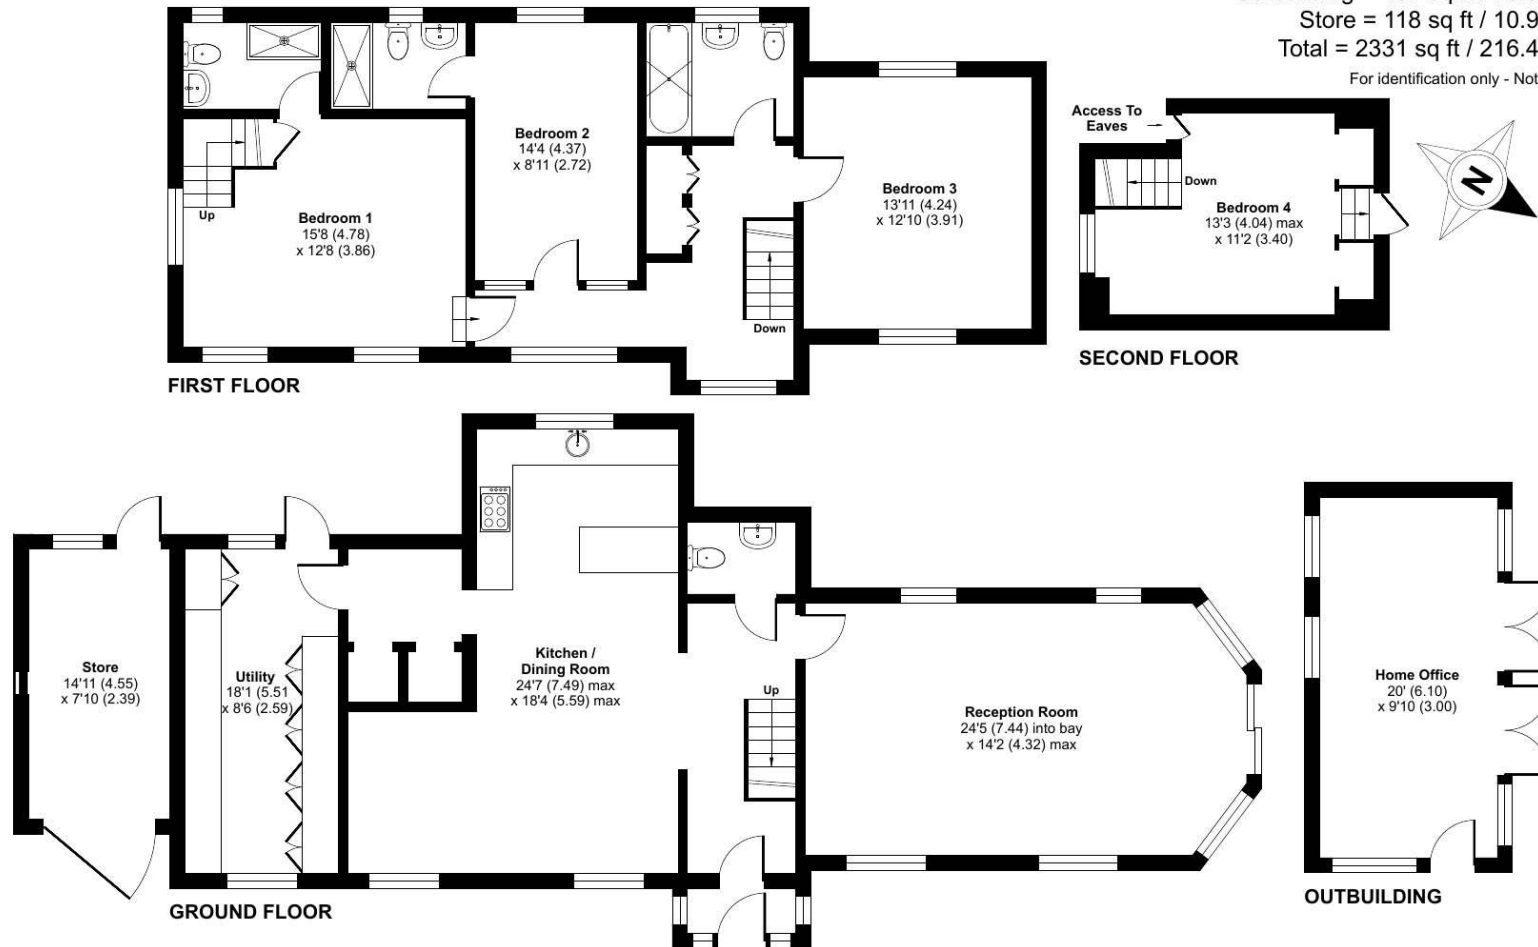 Store = 118 sq ft / 10.9
Total = 2331 sq ft / 216.4
For identification only - Not
Bedroom 1
15'8 (4.78)
x 12'8 (3.86)
Up
Bedroom 2
14'4 (4.37)
x 8'11 (2.72)
Down
Bedroom 3
13'11 (4.24)
x 12'10 (3.91)
FIRST FLOOR
Access To
Eaves
Down
Bedroom 4
13'3 (4.04) max
x 11'2 (3.40)
SECOND FLOOR
N
Store
14'11 (4.55)
x 7'10 (2.39)
Utility
18'1 (5.51
x 8'6 (2.59)
Kitchen /
Dining Room
24'7 (7.49) max
x 18'4 (5.59) max
Up
Reception Room
24'5 (7.44) into bay
x 14'2 (4.32) max
GROUND FLOOR
Home Office
20' (6.10)
x 9'10 (3.00)
OUTBUILDING